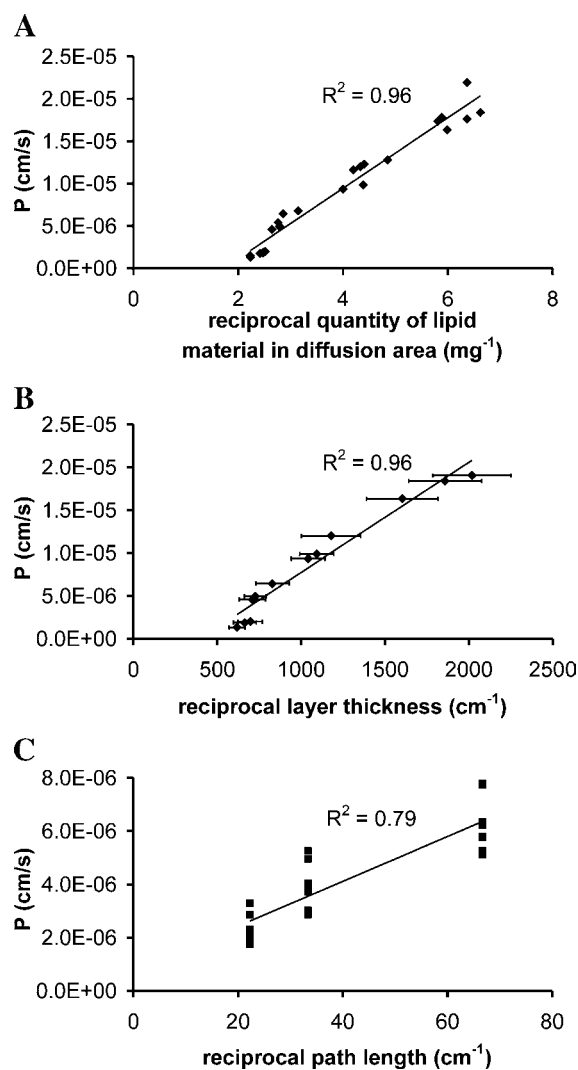 A
2.5E-05
2.0E-05
1.5E-05
1.0E-05
5.0E-06
0.0E+00
P (cm/s)
R² = 0.96
0 2 4 6 8
reciprocal quantity of lipid
material in diffusion area (mg⁻¹)
B
2.5E-05
2.0E-05
1.5E-05
1.0E-05
5.0E-06
0.0E+00
P (cm/s)
R² = 0.96
0 500 1000 1500 2000 2500
reciprocal layer thickness (cm⁻¹)
C
8.0E-06
6.0E-06
4.0E-06
2.0E-06
0.0E+00
P (cm/s)
R² = 0.79
0 20 40 60 80
reciprocal path length (cm⁻¹)